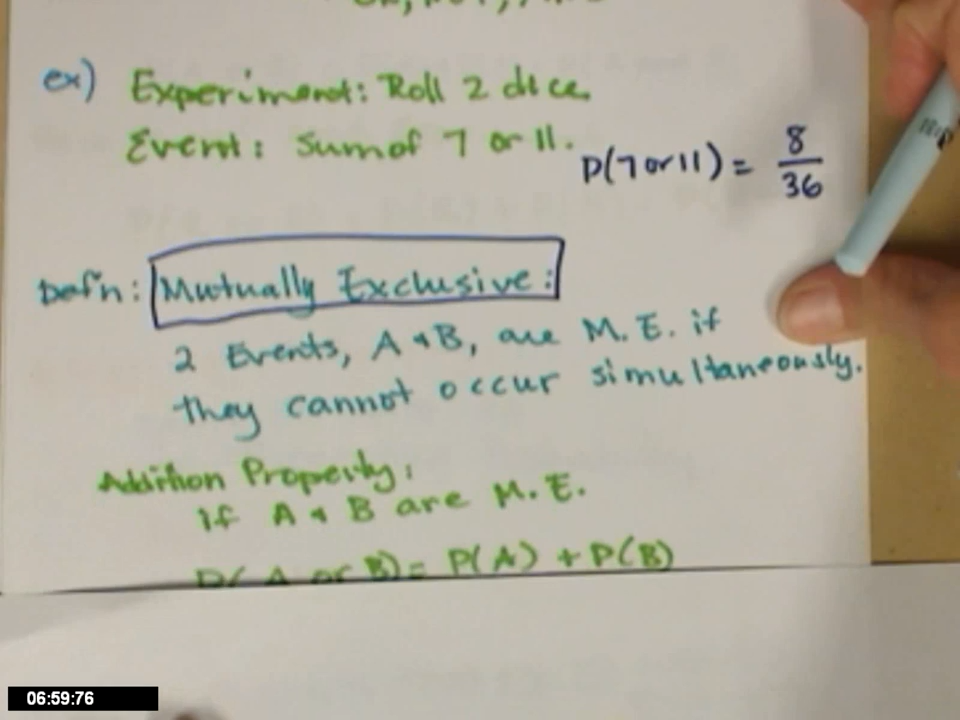 ex) Experiment: Roll 2 dice.
Event: Sum of 7 or 11.
P(7 or 11) = 8/36
Def'n: Mutually Exclusive:
2 Events, A & B, are M.E. if
they cannot occur simultaneously.
Addition Property:
If A & B are M.E.
P(A or B) = P(A) + P(B)
06:59:76